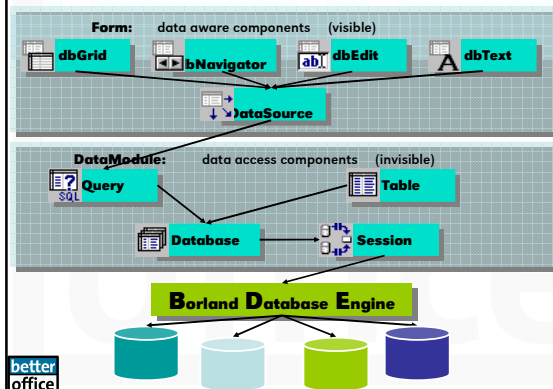 Form: data aware components (visible)
dbGrid bNavigator dbEdit dbText
ab A
DataSource
DataModule: data access components (invisible)
? SQL Query Table
Database Session
Borland Database Engine
better
office